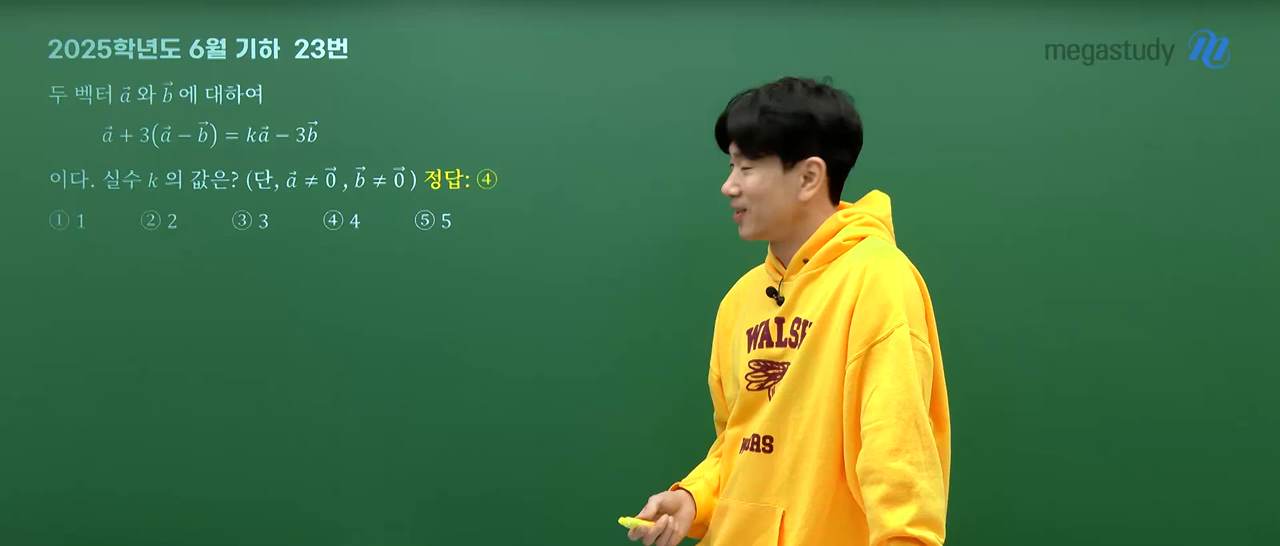 2025학년도 6월 기하 23번
megastudy
두 벡터 a⃗ 와 b⃗ 에 대하여
a⃗ + 3(a⃗ − b⃗) = ka⃗ − 3b⃗
이다. 실수 k 의 값은? (단, a⃗ ≠ 0⃗ , b⃗ ≠ 0⃗ ) 정답: ④
① 1 ② 2 ③ 3 ④ 4 ⑤ 5
WALSH